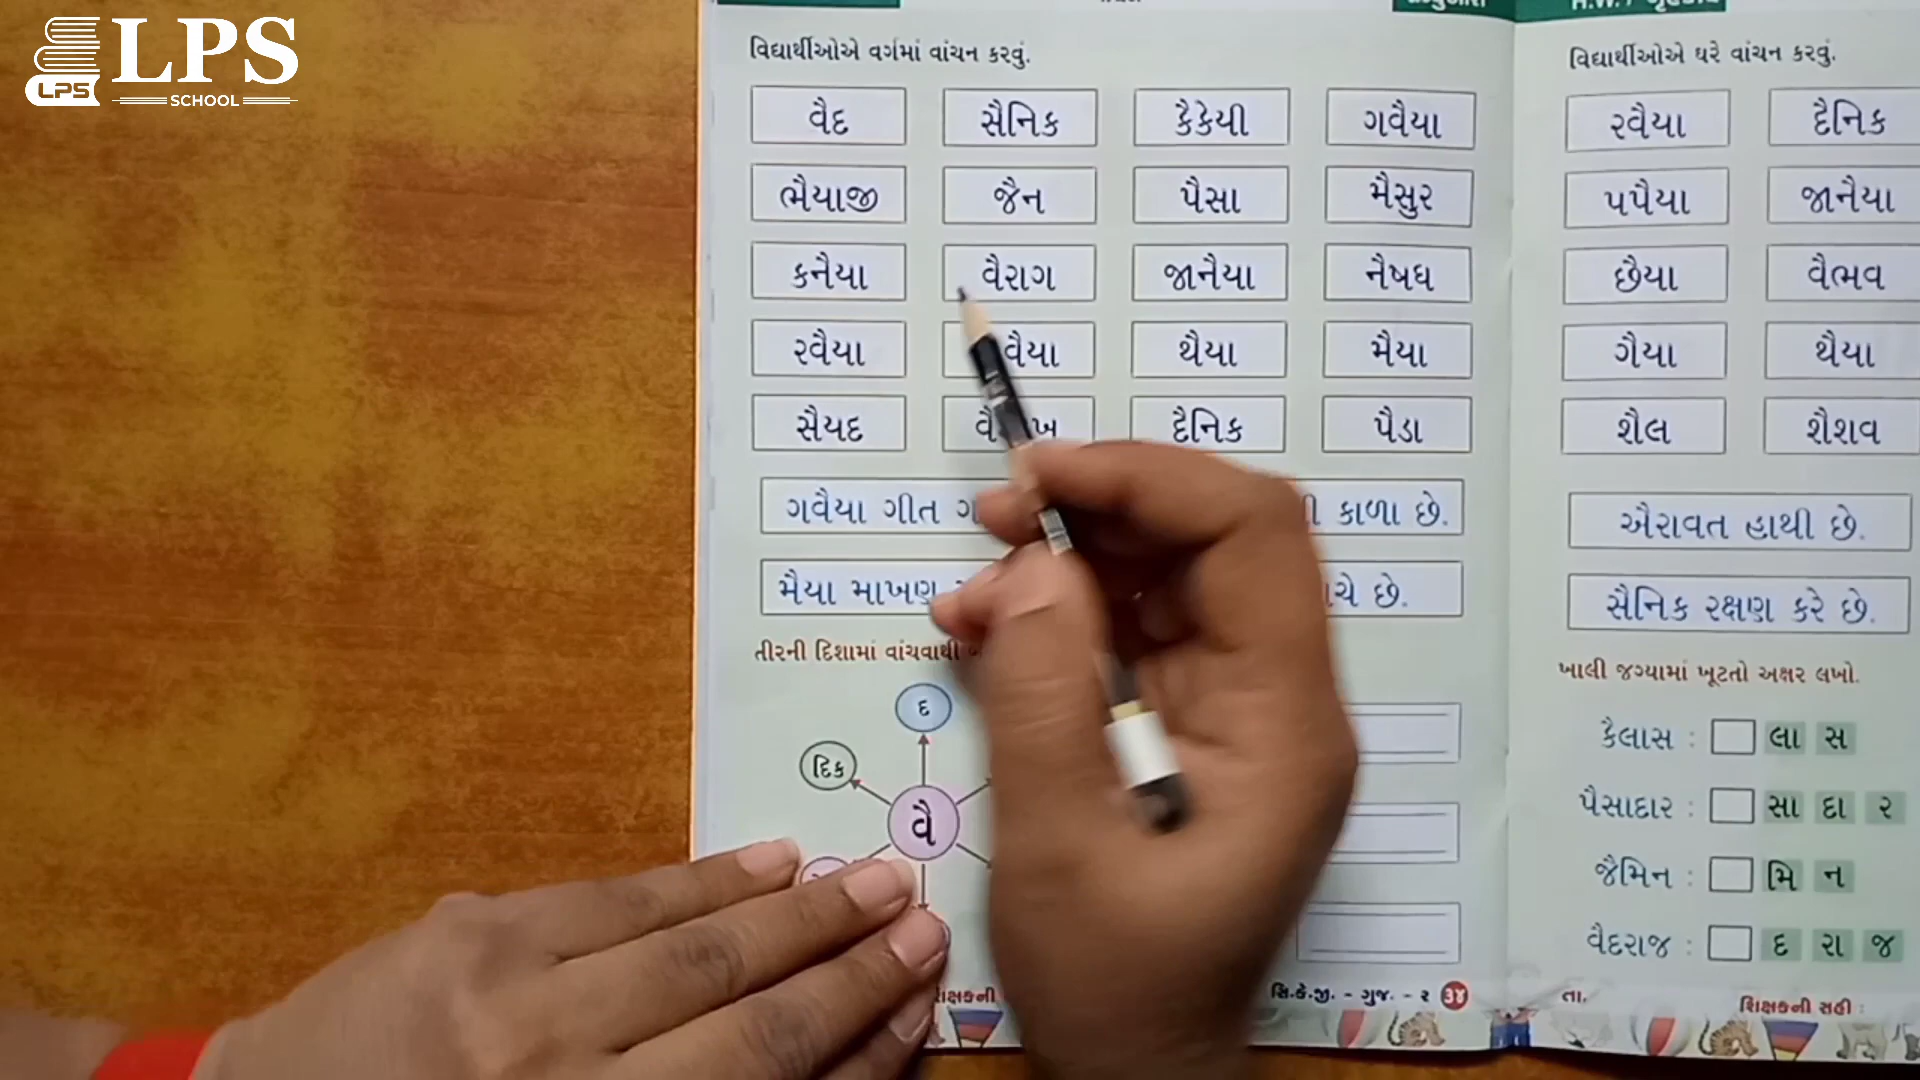 LPS
LPS
SCHOOL
વિદ્યાર્થીઓએ વર્ગમાં વાંચન કરવું.
વૈદ સૈનિક કૈકેયી ગવૈયા
ભૈયાજી જૈન પૈસા મૈસુર
કનૈયા વૈરાગ જાનૈયા નૈષધ
રવૈયા થૈયા મૈયા
સૈયદ દૈનિક પૈડા
ગવૈયા ગીત કાળા છે.
મૈયા માખણ છે.
તીરની દિશામાં વાંચવાથી
દ
દિક
વૈ
સિ.કે.જી. - ગુજ. - ૨ ૩૪
વિદ્યાર્થીઓએ ઘરે વાંચન કરવું.
રવૈયા દૈનિક
પપૈયા જાનૈયા
છૈયા વૈભવ
ગૈયા થૈયા
શૈલ શૈશવ
ઐરાવત હાથી છે.
સૈનિક રક્ષણ કરે છે.
ખાલી જગ્યામાં ખૂટતો અક્ષર લખો.
કૈલાસ : લા સ
પૈસાદાર : સા દા ર
જૈમિન : મિ ન
વૈદરાજ : દ રા જ
તા. શિક્ષકની સહી :